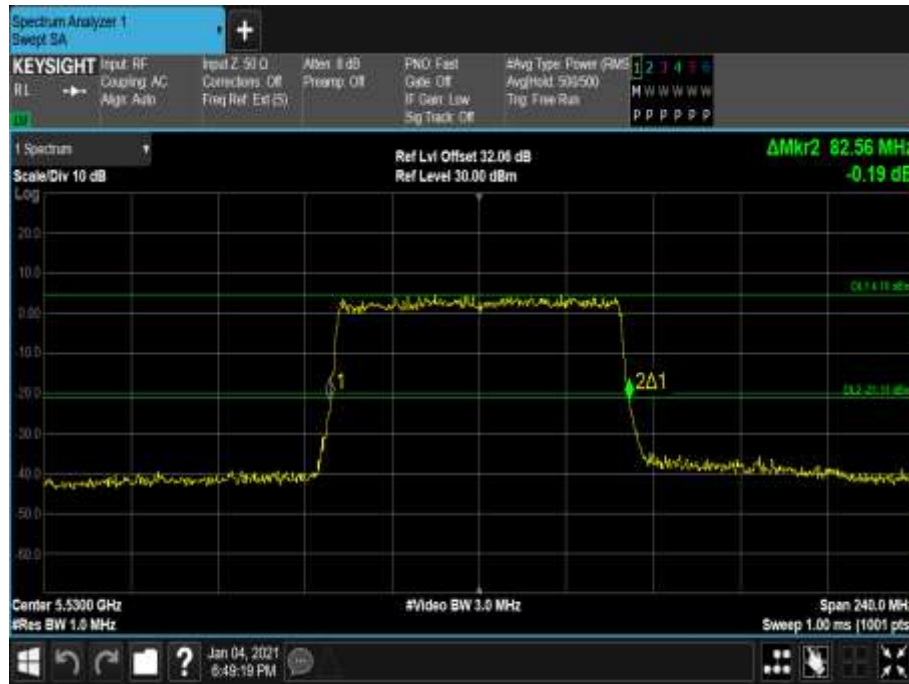 Spectrum Analyzer 1
Swept SA
+
KEYSIGHT
RL
Input: RF
Coupling: AC
Align: Auto
Input Z: 50 Ω
Corrections: Off
Freq Ref: Ext (S)
Atten: 8 dB
Preamp: Off
PNO: Fast
Gate: Off
IF Gain: Low
Sig Track: Off
#Avg Type: Power (RMS
Avg|Hold: 500/500
Trig: Free Run
1 2 3 4 5 6
M W W W W W
P P P P P P
1 Spectrum
Scale/Div 10 dB
Log
Ref Lvl Offset 32.06 dB
Ref Level 30.00 dBm
ΔMkr2 82.56 MHz
-0.19 dB
20.0
10.0
0.00
-10.0
-20.0
-30.0
-40.0
-50.0
-60.0
1
2Δ1
Center 5.5300 GHz
#Res BW 1.0 MHz
#Video BW 3.0 MHz
Span 240.0 MHz
Sweep 1.00 ms (1001 pts
?
Jan 04, 2021
6:49:19 PM